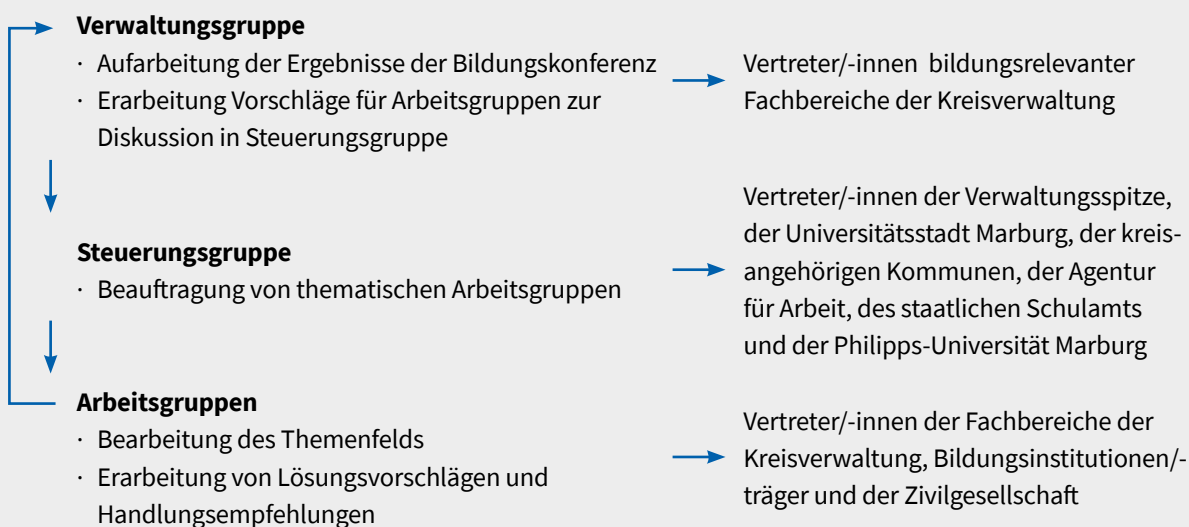 Verwaltungsgruppe
· Aufarbeitung der Ergebnisse der Bildungskonferenz
· Erarbeitung Vorschläge für Arbeitsgruppen zur
Diskussion in Steuerungsgruppe
Vertreter/-innen bildungsrelevanter
Fachbereiche der Kreisverwaltung
Steuerungsgruppe
· Beauftragung von thematischen Arbeitsgruppen
Vertreter/-innen der Verwaltungsspitze,
der Universitätsstadt Marburg, der kreis-
angehörigen Kommunen, der Agentur
für Arbeit, des staatlichen Schulamts
und der Philipps-Universität Marburg
Arbeitsgruppen
· Bearbeitung des Themenfelds
· Erarbeitung von Lösungsvorschlägen und
Handlungsempfehlungen
Vertreter/-innen der Fachbereiche der
Kreisverwaltung, Bildungsinstitutionen/-
träger und der Zivilgesellschaft